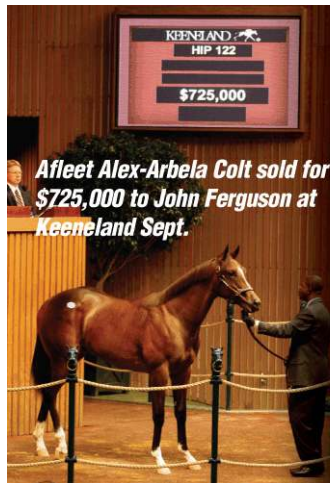 KEENELAND
HIP 122
$725,000
Afleet Alex-Arbela Colt sold for
$725,000 to John Ferguson at
Keeneland Sept.